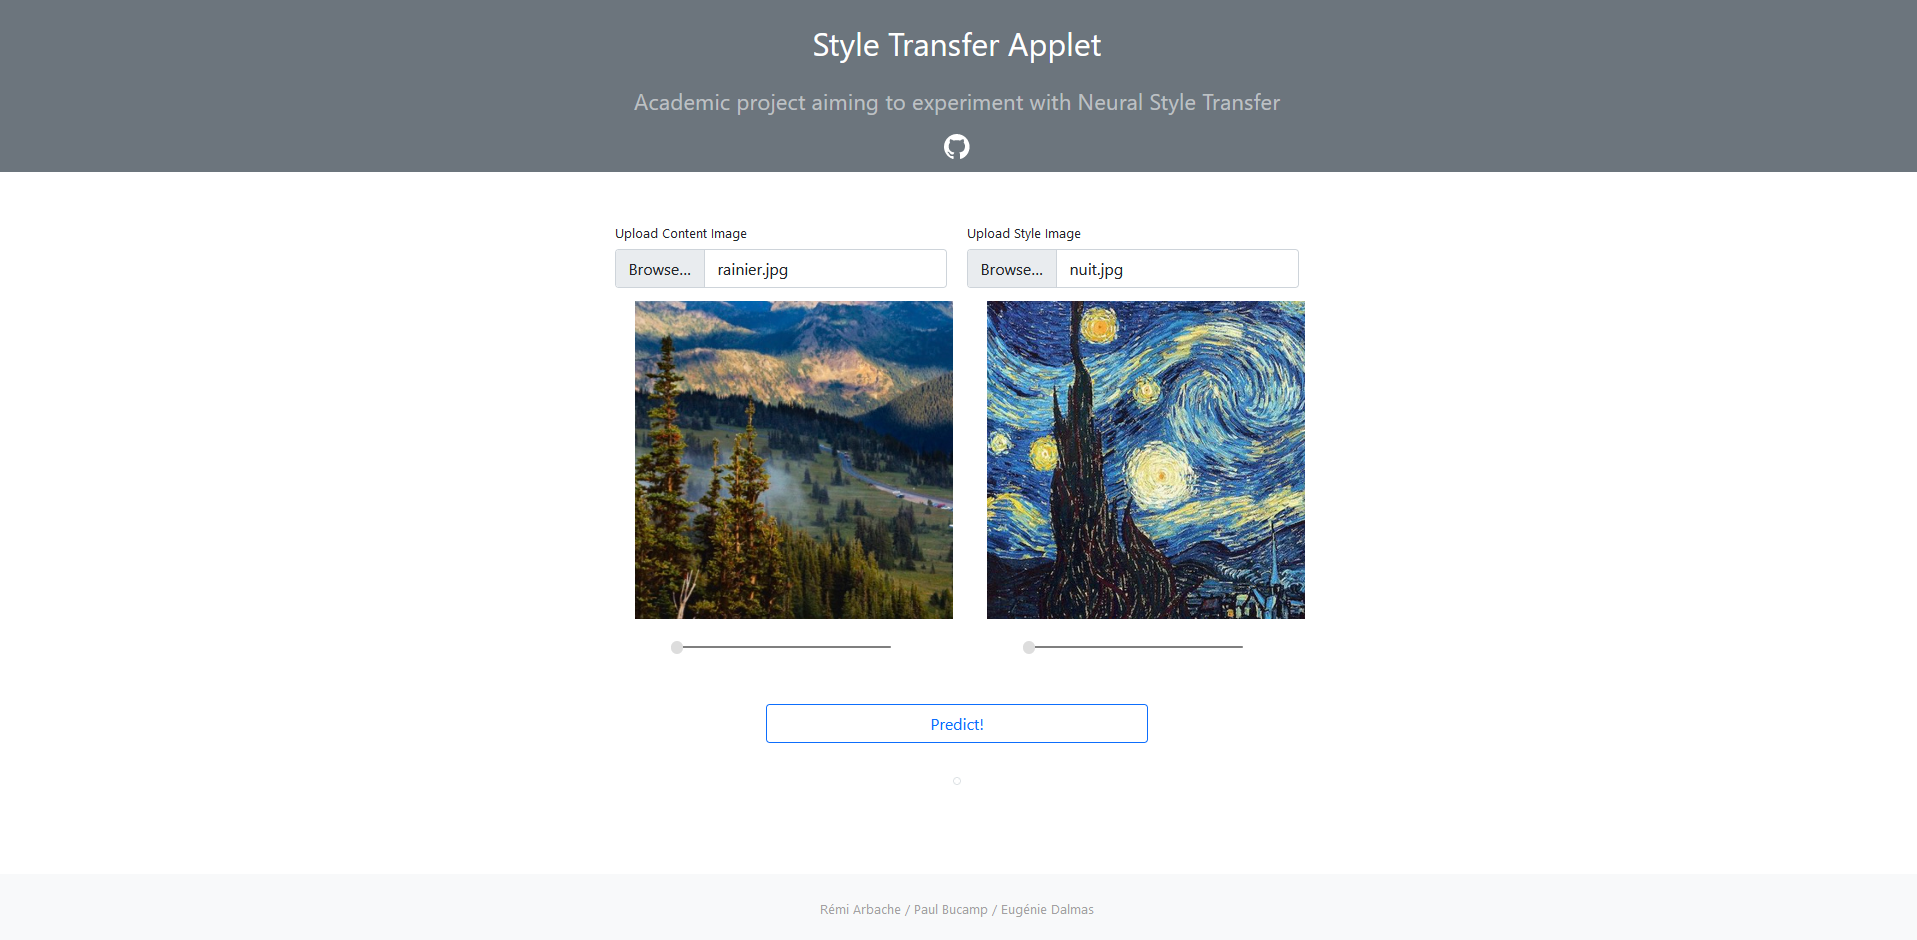 Style Transfer Applet
Academic project aiming to experiment with Neural Style Transfer
Upload Content Image
Browse... rainier.jpg
Upload Style Image
Browse... nuit.jpg
Predict!
Rémi Arbache / Paul Bucamp / Eugénie Dalmas